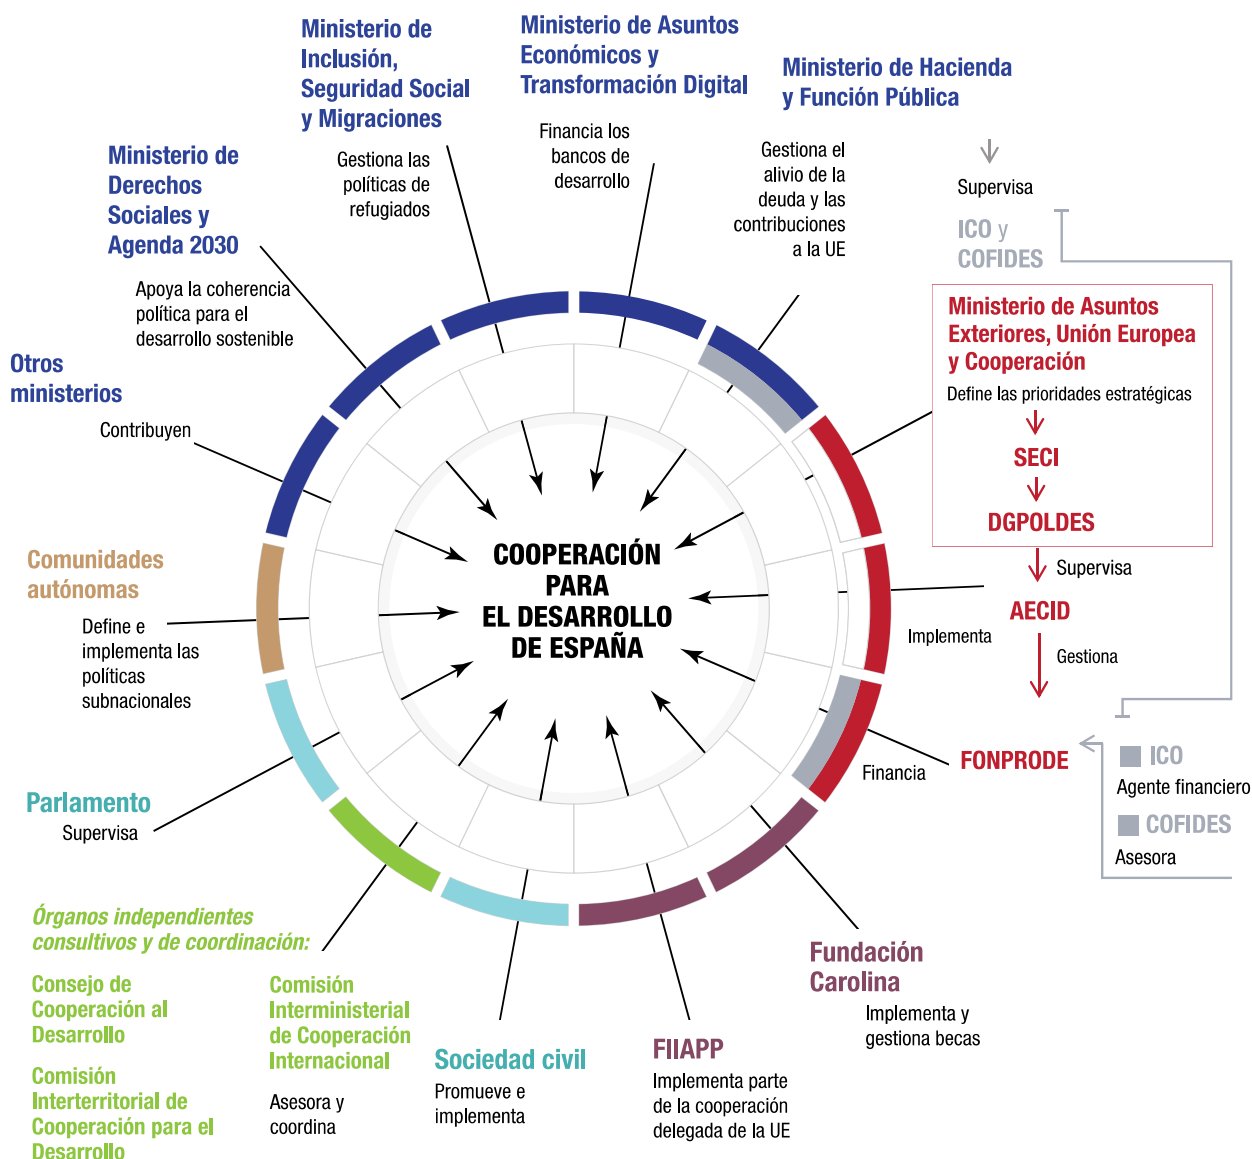 Ministerio de
Inclusión,
Seguridad Social
y Migraciones
Gestiona las
políticas de
refugiados
Ministerio de Asuntos
Económicos y
Transformación Digital
Financia los
bancos de
desarrollo
Ministerio de Hacienda
y Función Pública
Gestiona el
alivio de la
deuda y las
contribuciones
a la UE
Supervisa
ICO y
COFIDES
Ministerio de
Derechos
Sociales y
Agenda 2030
Apoya la coherencia
política para el
desarrollo sostenible
Ministerio de Asuntos
Exteriores, Unión Europea
y Cooperación
Define las prioridades estratégicas
SECI
DGPOLDES
Supervisa
AECID
Implementa
Gestiona
FONPRODE
Financia
ICO
Agente financiero
COFIDES
Asesora
Otros
ministerios
Contribuyen
Comunidades
autónomas
Define e
implementa las
políticas
subnacionales
COOPERACIÓN
PARA
EL DESARROLLO
DE ESPAÑA
Parlamento
Supervisa
Órganos independientes
consultivos y de coordinación:
Consejo de
Cooperación al
Desarrollo
Comisión
Interterritorial de
Cooperación para el
Desarrollo
Comisión
Interministerial
de Cooperación
Internacional
Asesora y
coordina
Sociedad civil
Promueve e
implementa
FIIAPP
Implementa parte
de la cooperación
delegada de la UE
Fundación
Carolina
Implementa y
gestiona becas